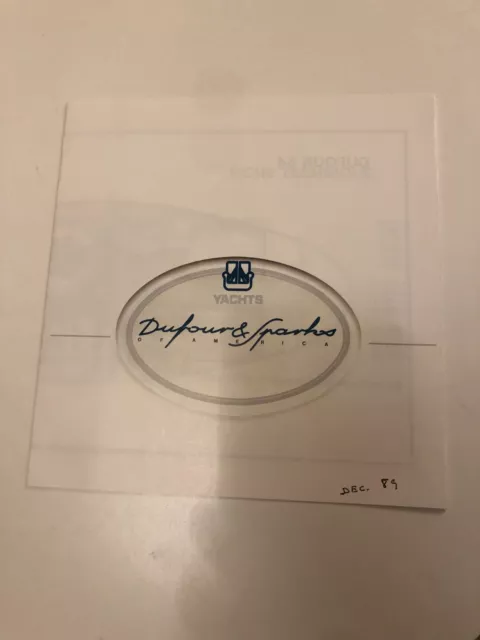 YACHTS
Dufour & Sparks
OF AMERICA
DEC. 89